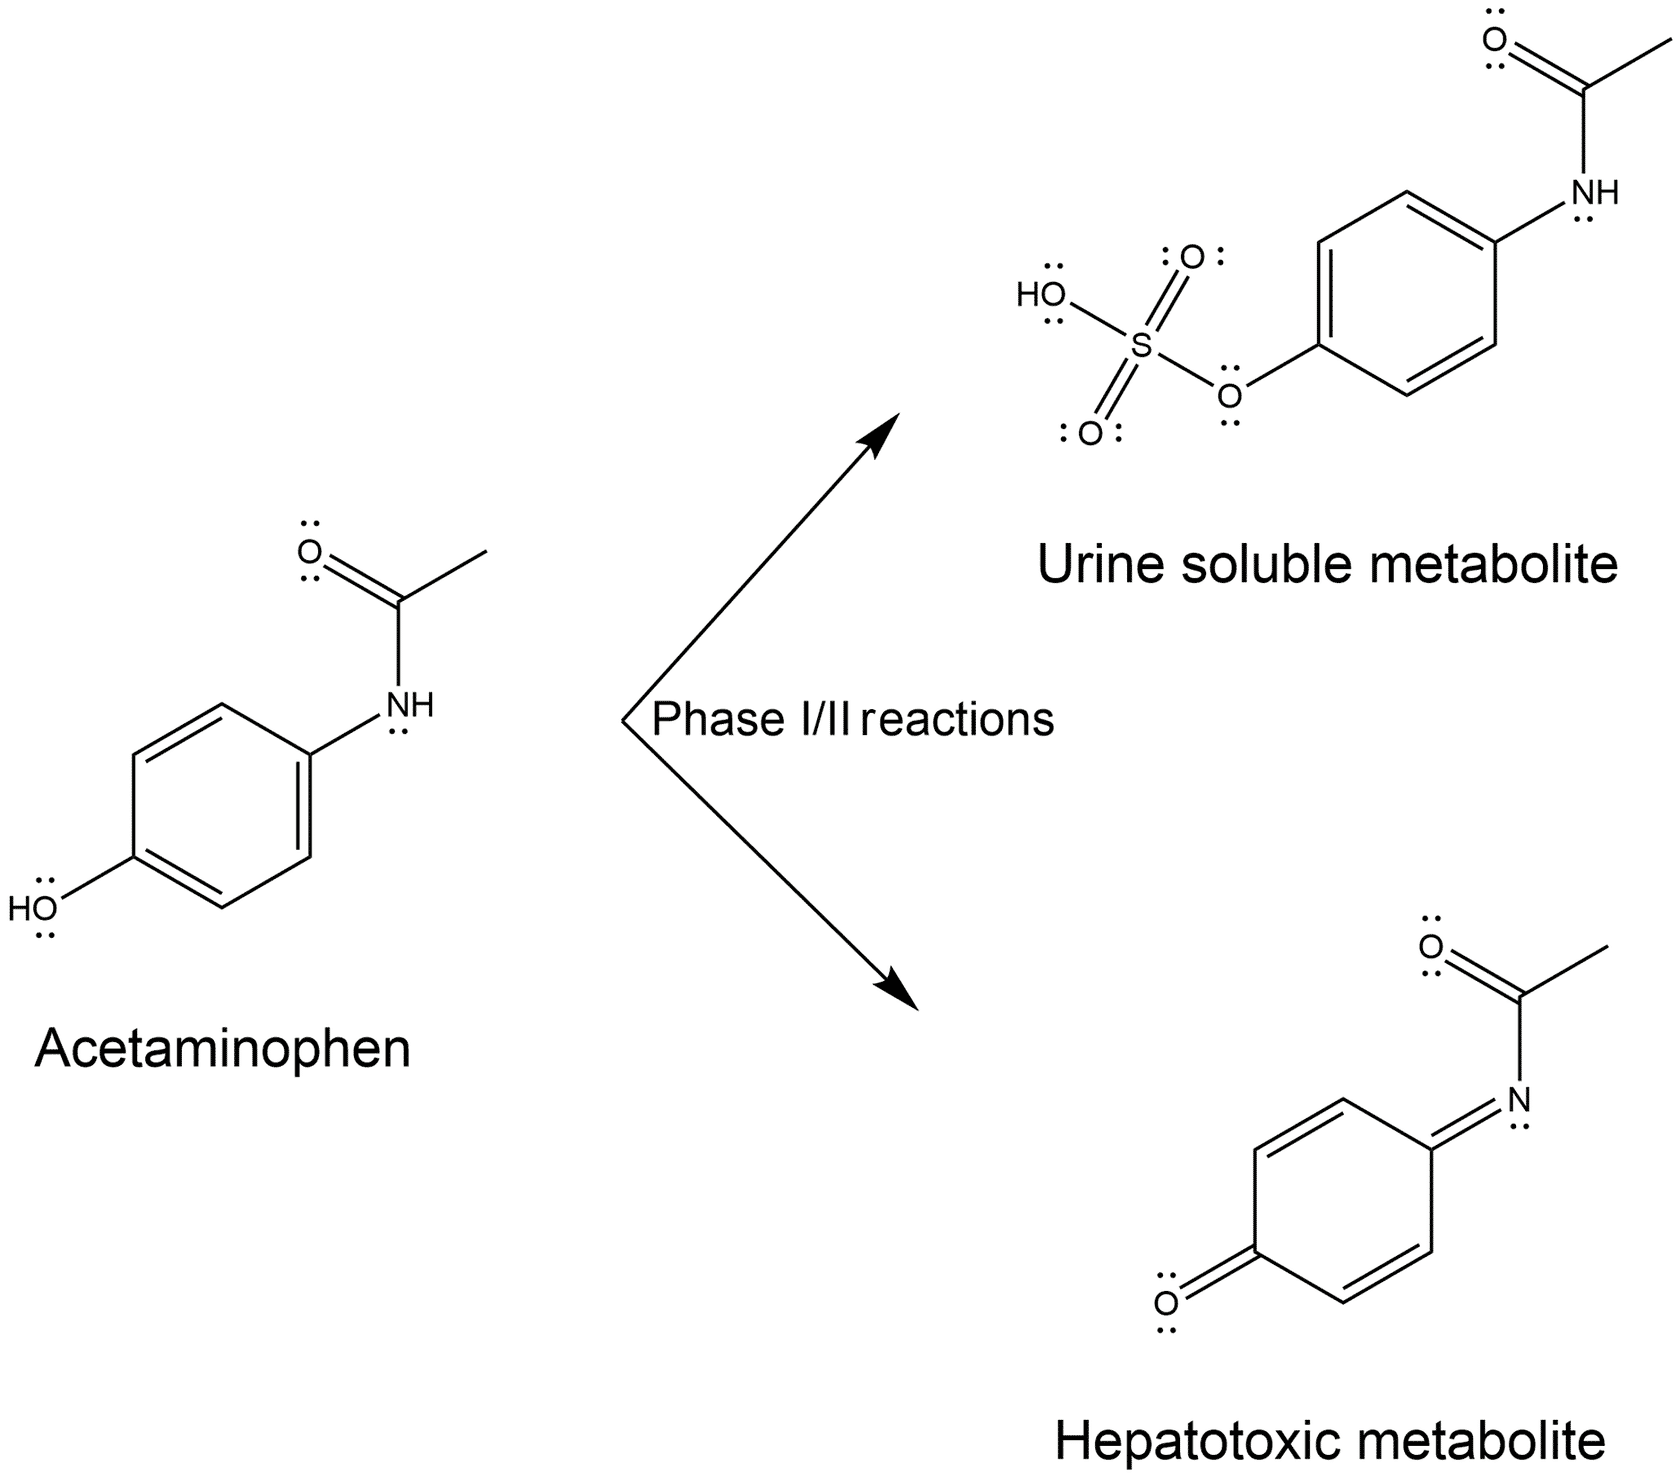 O
NH
O
HO
S
O
O
Urine soluble metabolite
O
NH
HO
Acetaminophen
Phase I/II reactions
O
N
O
Hepatotoxic metabolite